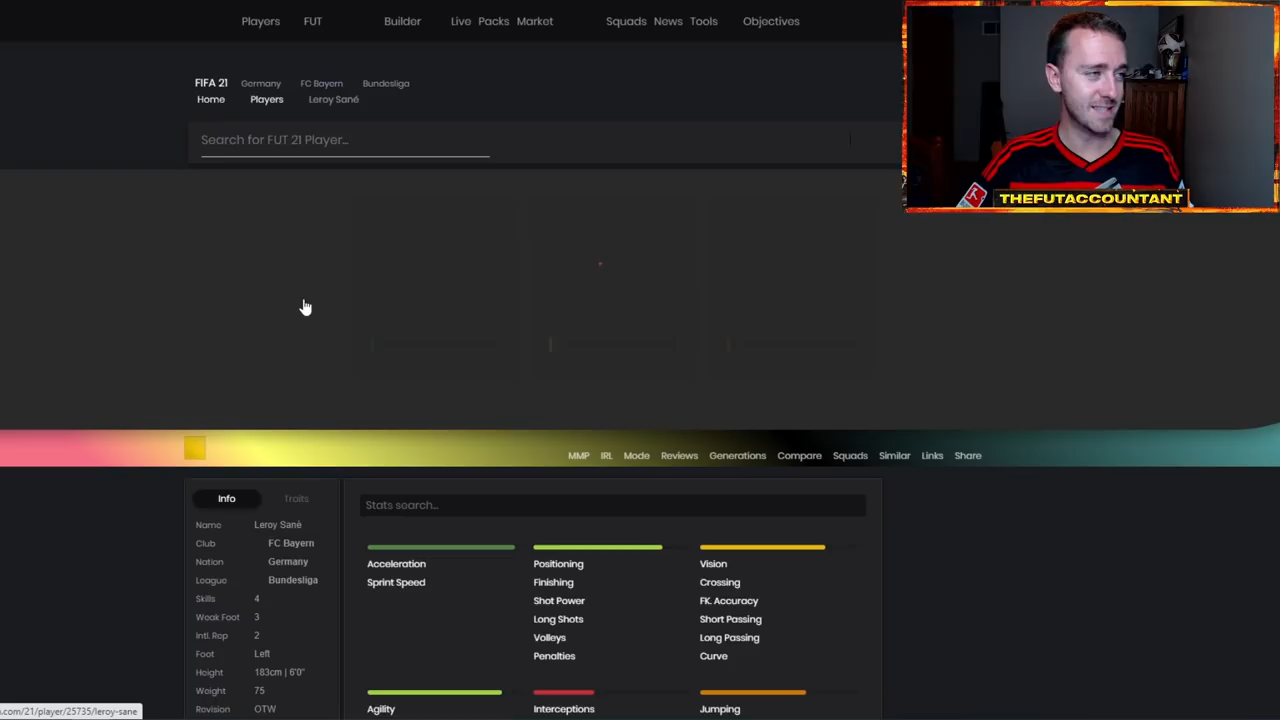 Players FUT Builder Live Packs Market Squads News Tools Objectives
FIFA 21 Germany FC Bayern Bundesliga
Home Players Leroy Sané
Search for FUT 21 Player...
THEFUTACCOUNTANT
MMP IRL Mode Reviews Generations Compare Squads Similar Links Share
Info Traits
Stats search...
Name Leroy Sané
Club FC Bayern
Nation Germany
League Bundesliga
Skills 4
Weak Foot 3
Intl. Rep 2
Foot Left
Height 183cm | 6'0"
Weight 75
Revision OTW
Acceleration
Sprint Speed
Positioning
Finishing
Shot Power
Long Shots
Volleys
Penalties
Vision
Crossing
FK. Accuracy
Short Passing
Long Passing
Curve
Agility
Interceptions
Jumping
.com/21/player/25735/leroy-sane